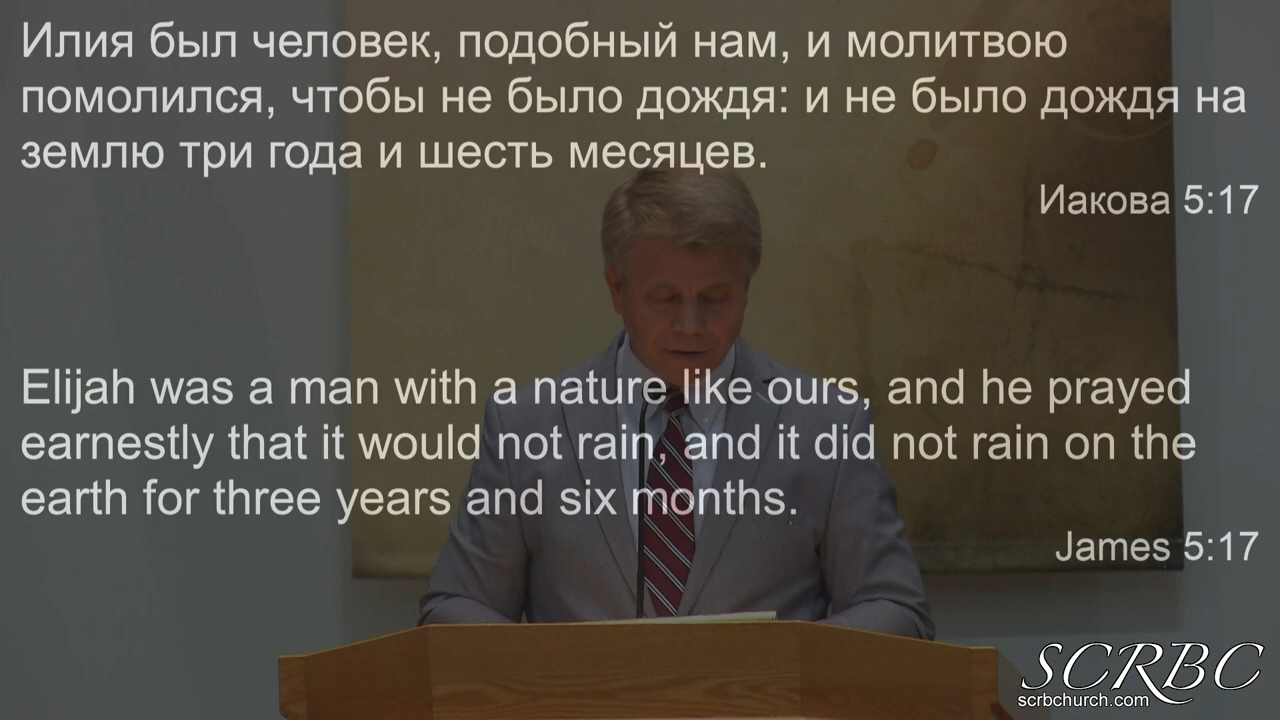 Илия был человек, подобный нам, и молитвою
помолился, чтобы не было дождя: и не было дождя на
землю три года и шесть месяцев.
Иакова 5:17
Elijah was a man with a nature like ours, and he prayed
earnestly that it would not rain, and it did not rain on the
earth for three years and six months.
James 5:17
SCRBC
scrbchurch.com